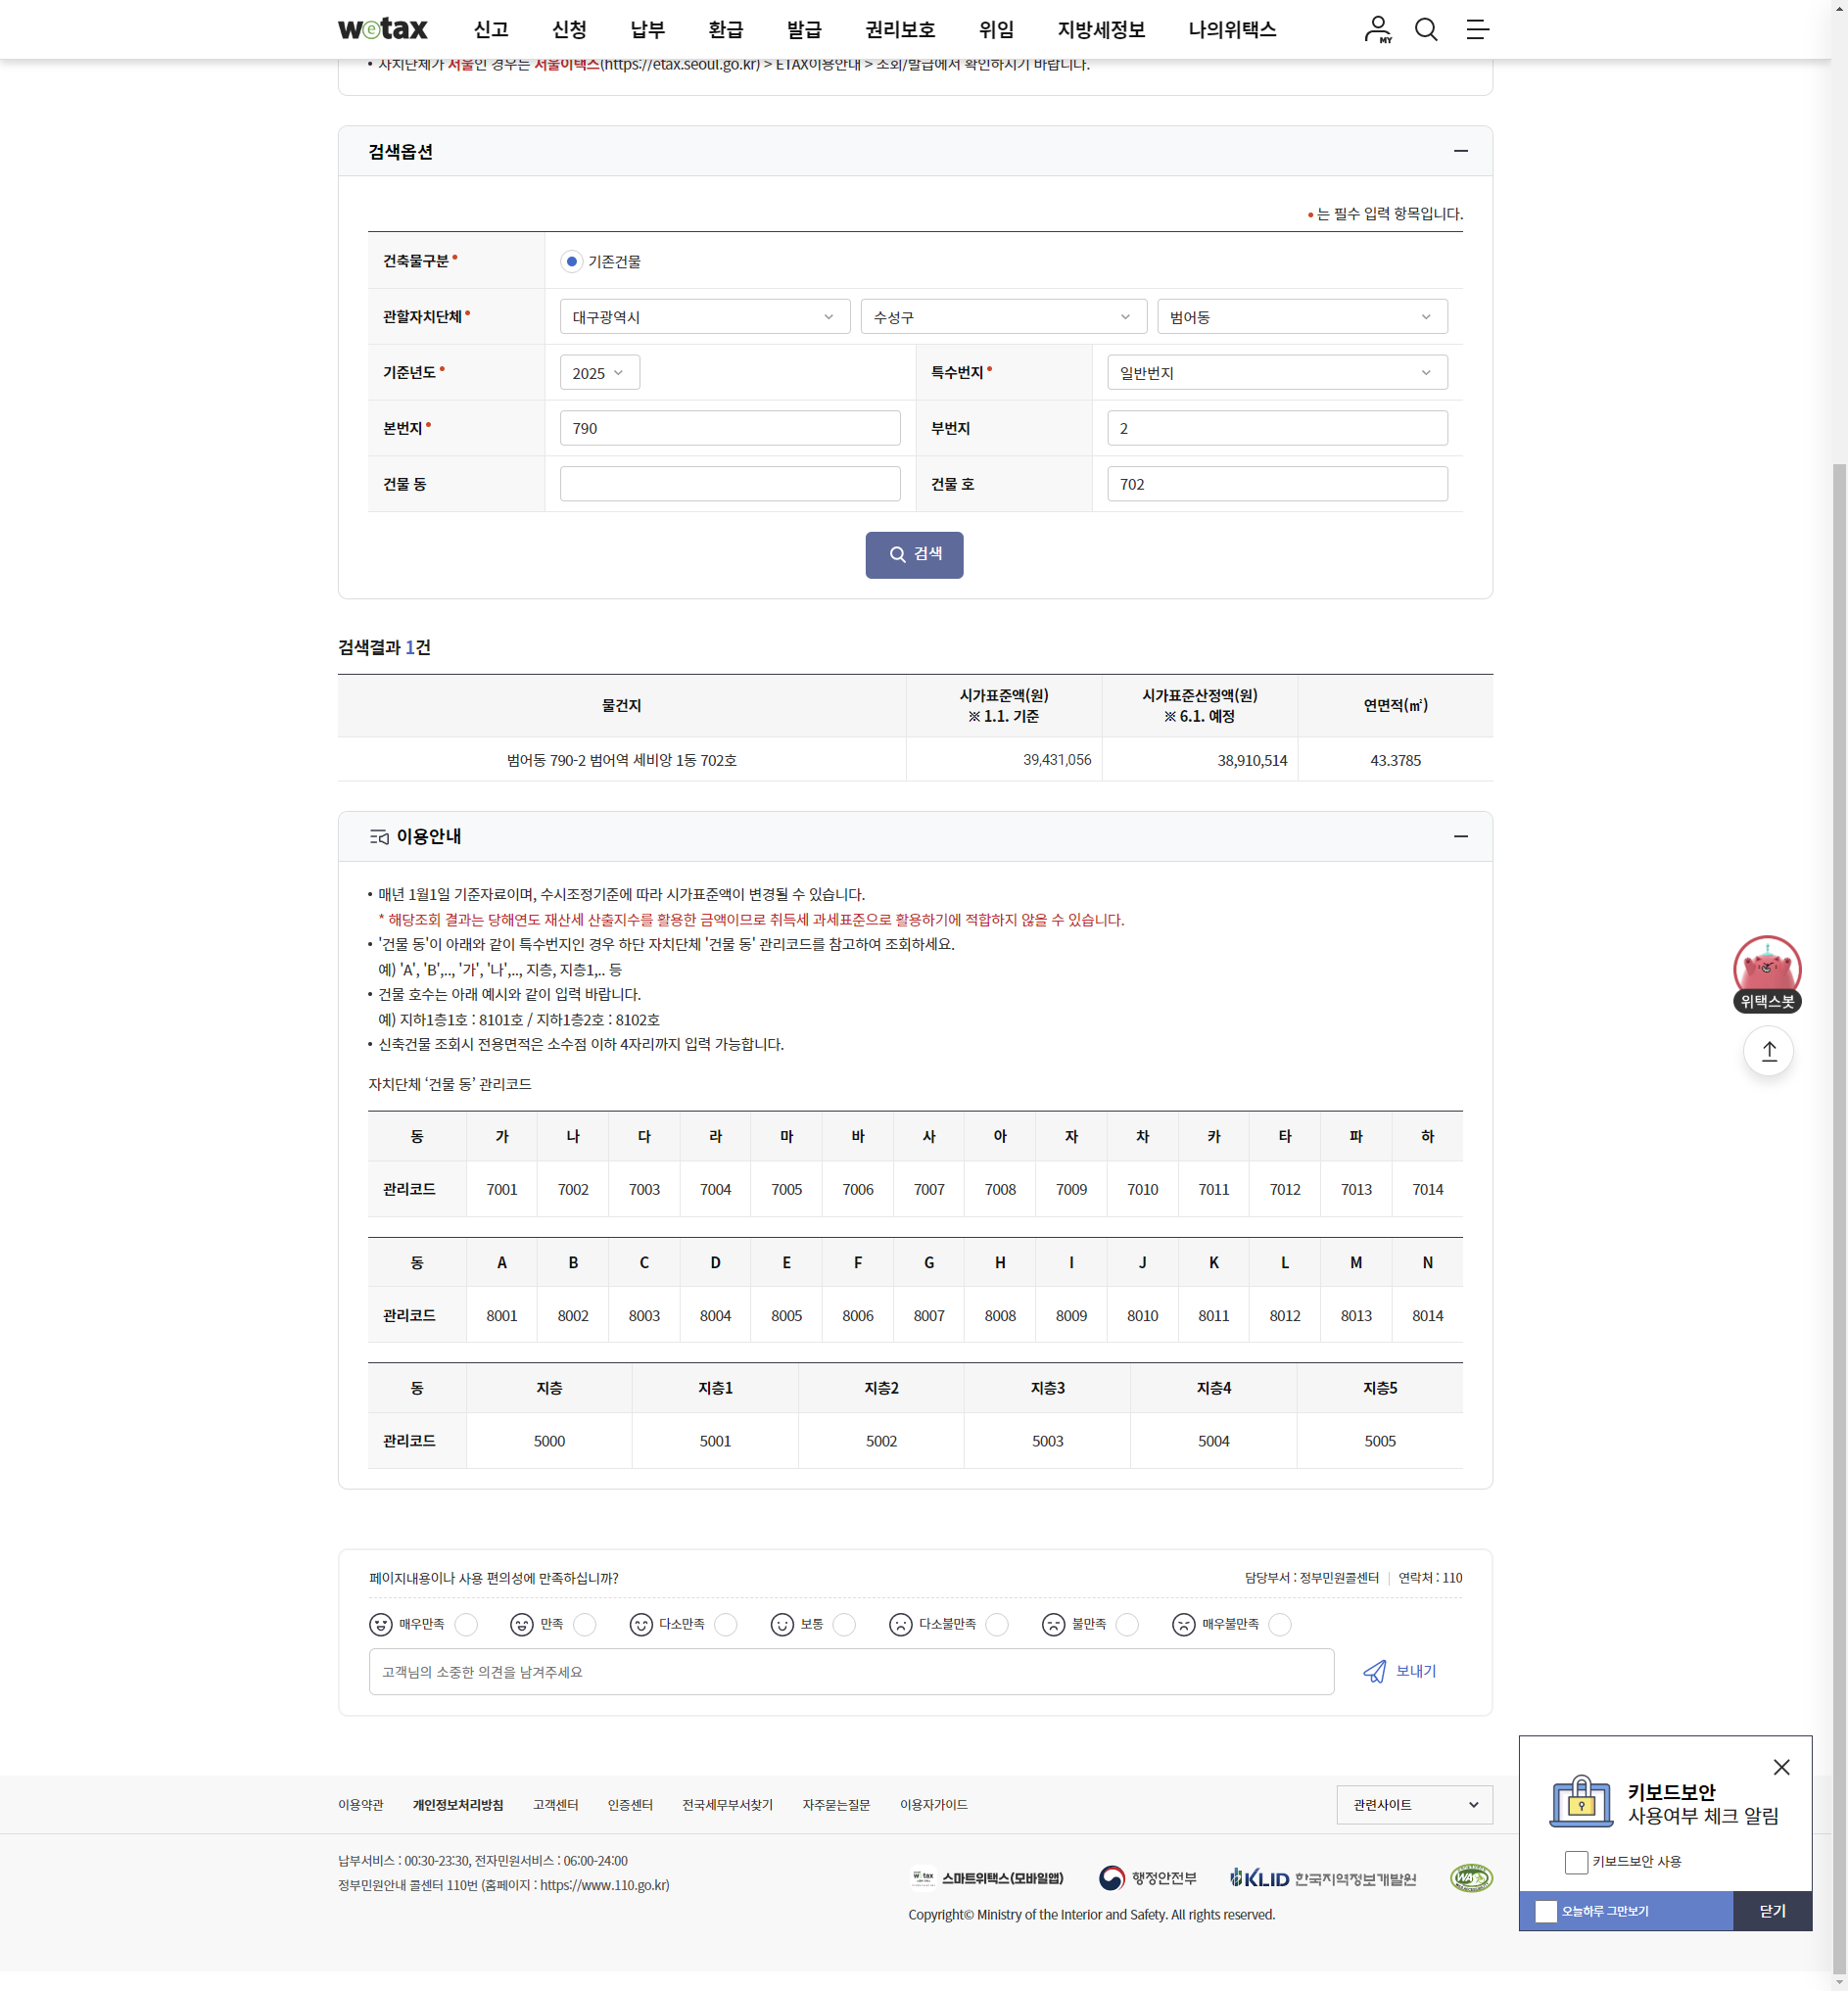 wetax 신고 신청 납부 환급 발급 권리보호 위임 지방세정보 나의위택스 MY
• 자치단체가 서울인 경우는 서울이택스(https://etax.seoul.go.kr) > ETAX이용안내 > 조회/발급에서 확인하시기 바랍니다.
검색옵션
• 는 필수 입력 항목입니다.
건축물구분• 기존건물
관할자치단체• 대구광역시 수성구 범어동
기준년도• 2025 특수번지• 일반번지
본번지• 790 부번지 2
건물 동 건물 호 702
검색
검색결과 1건
물건지 시가표준액(원) 시가표준산정액(원) 연면적(㎡)
※ 1.1. 기준 ※ 6.1. 예정
범어동 790-2 범어역 세비앙 1동 702호 39,431,056 38,910,514 43.3785
이용안내
• 매년 1월1일 기준자료이며, 수시조정기준에 따라 시가표준액이 변경될 수 있습니다.
* 해당조회 결과는 당해연도 재산세 산출지수를 활용한 금액이므로 취득세 과세표준으로 활용하기에 적합하지 않을 수 있습니다.
• '건물 동'이 아래와 같이 특수번지인 경우 하단 자치단체 '건물 동' 관리코드를 참고하여 조회하세요.
예) 'A', 'B',.., '가', '나',.., 지층, 지층1,.. 등
• 건물 호수는 아래 예시와 같이 입력 바랍니다.
예) 지하1층1호 : 8101호 / 지하1층2호 : 8102호
• 신축건물 조회시 전용면적은 소수점 이하 4자리까지 입력 가능합니다.
위택스봇
자치단체 ‘건물 동’ 관리코드
동 가 나 다 라 마 바 사 아 자 차 카 타 파 하
관리코드 7001 7002 7003 7004 7005 7006 7007 7008 7009 7010 7011 7012 7013 7014
동 A B C D E F G H I J K L M N
관리코드 8001 8002 8003 8004 8005 8006 8007 8008 8009 8010 8011 8012 8013 8014
동 지층 지층1 지층2 지층3 지층4 지층5
관리코드 5000 5001 5002 5003 5004 5005
페이지내용이나 사용 편의성에 만족하십니까? 담당부서 : 정부민원콜센터 | 연락처 : 110
매우만족 만족 다소만족 보통 다소불만족 불만족 매우불만족
고객님의 소중한 의견을 남겨주세요 보내기
이용약관 개인정보처리방침 고객센터 인증센터 전국세무부서찾기 자주묻는질문 이용자가이드 관련사이트
납부서비스 : 00:30-23:30, 전자민원서비스 : 06:00-24:00
정부민원안내 콜센터 110번 (홈페이지 : https://www.110.go.kr)
스마트위택스(모바일앱) 행정안전부 KLID 한국지역정보개발원 WA
Copyright© Ministry of the Interior and Safety. All rights reserved.
키보드보안
사용여부 체크 알림
키보드보안 사용
오늘하루 그만보기 닫기